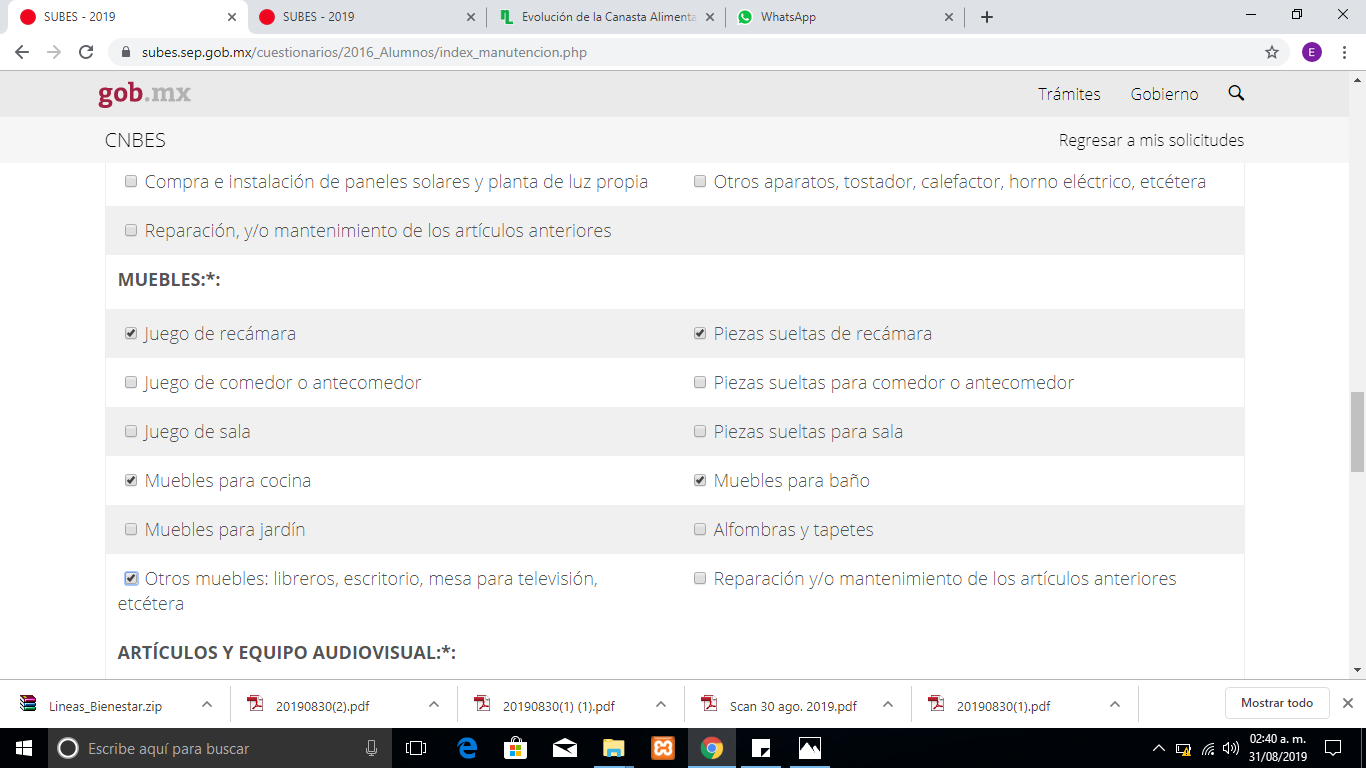 SUBES - 2019
SUBES - 2019
Evolución de la Canasta Alimenta
WhatsApp
subes.sep.gob.mx/cuestionarios/2016_Alumnos/index_manutencion.php
E
gob.mx
Trámites
Gobierno
CNBES
Regresar a mis solicitudes
Compra e instalación de paneles solares y planta de luz propia
Otros aparatos, tostador, calefactor, horno eléctrico, etcétera
Reparación, y/o mantenimiento de los artículos anteriores
MUEBLES:*:
Juego de recámara
Piezas sueltas de recámara
Juego de comedor o antecomedor
Piezas sueltas para comedor o antecomedor
Juego de sala
Piezas sueltas para sala
Muebles para cocina
Muebles para baño
Muebles para jardín
Alfombras y tapetes
Otros muebles: libreros, escritorio, mesa para televisión,
etcétera
Reparación y/o mantenimiento de los artículos anteriores
ARTÍCULOS Y EQUIPO AUDIOVISUAL:*:
Lineas_Bienestar.zip
20190830(2).pdf
20190830(1) (1).pdf
Scan 30 ago. 2019.pdf
20190830(1).pdf
Mostrar todo
Escribe aquí para buscar
02:40 a. m.
31/08/2019